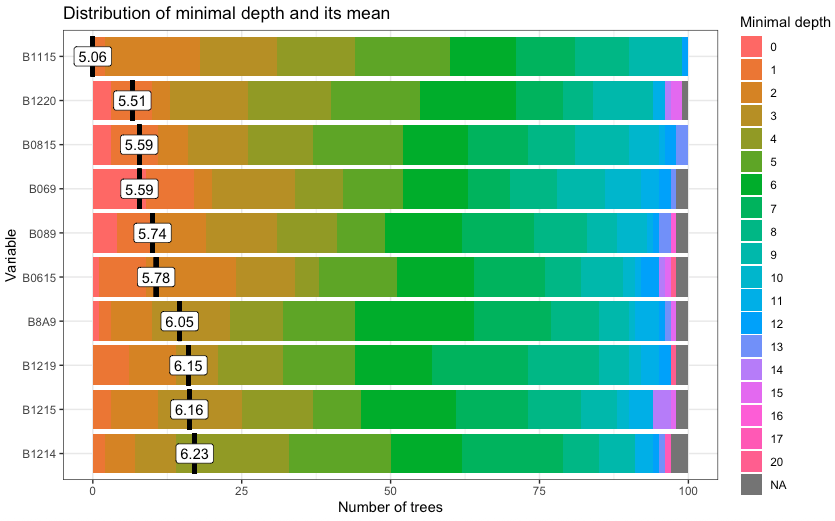 Distribution of minimal depth and its mean
Variable
B1115
5.06
B1220
5.51
B0815
5.59
B069
5.59
B089
5.74
B0615
5.78
B8A9
6.05
B1219
6.15
B1215
6.16
B1214
6.23
0
25
50
75
100
Number of trees
Minimal depth
0
1
2
3
4
5
6
7
8
9
10
11
12
13
14
15
16
17
20
NA